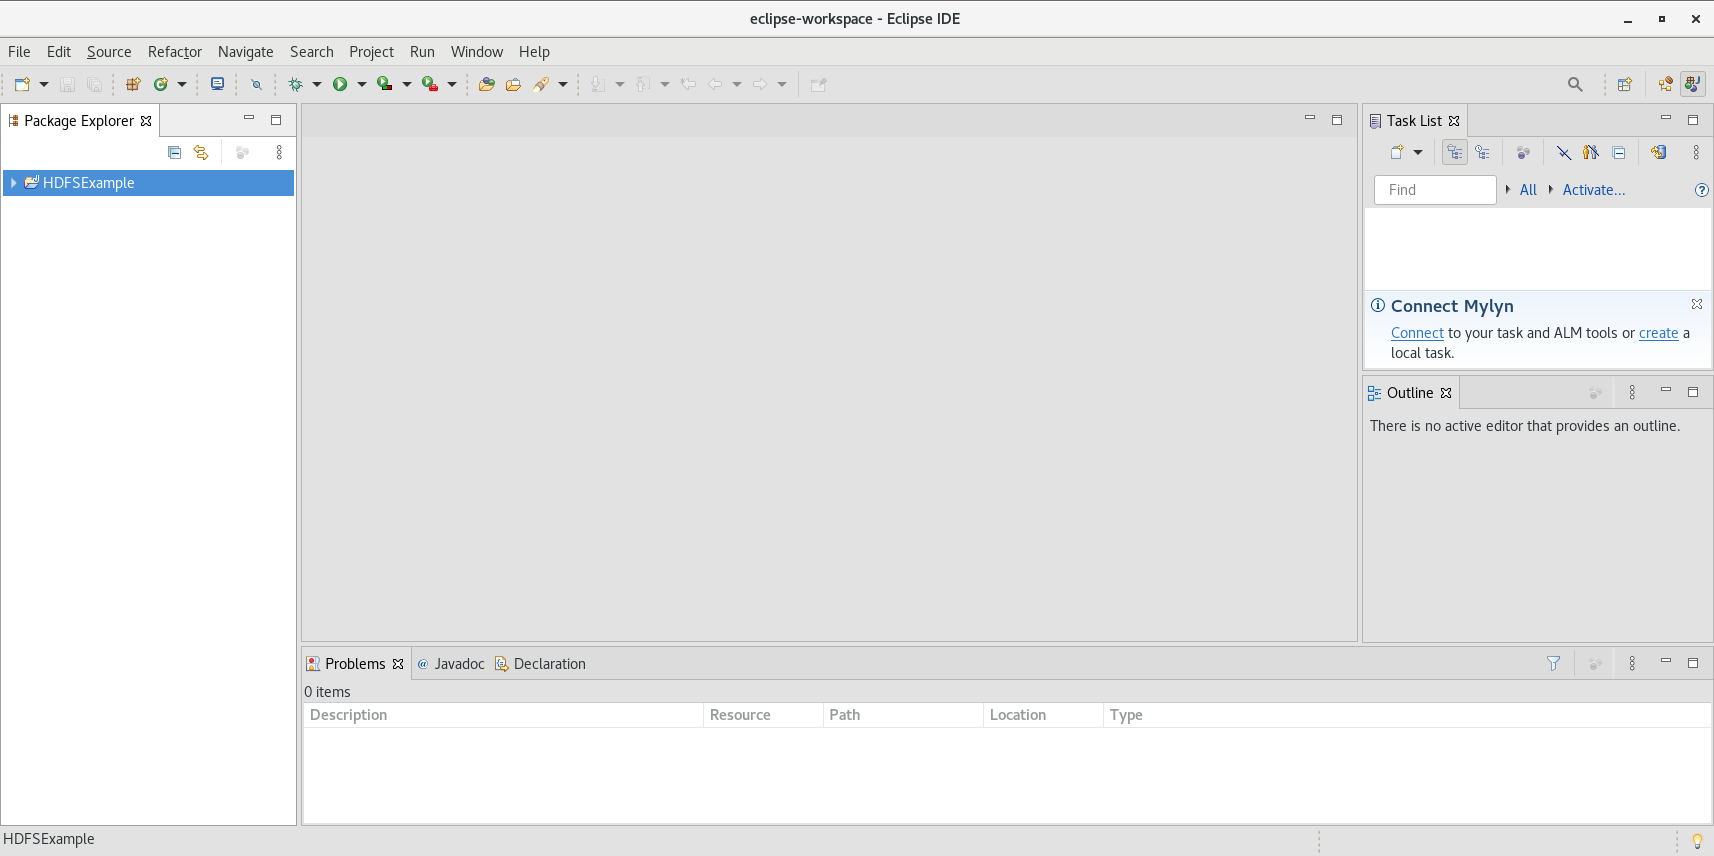 eclipse-workspace - Eclipse IDE
File Edit Source Refactor Navigate Search Project Run Window Help
Package Explorer
HDFSExample
Task List
Find All Activate...
Connect Mylyn
Connect to your task and ALM tools or create a
local task.
Outline
There is no active editor that provides an outline.
Problems @ Javadoc Declaration
0 items
Description Resource Path Location Type
HDFSExample